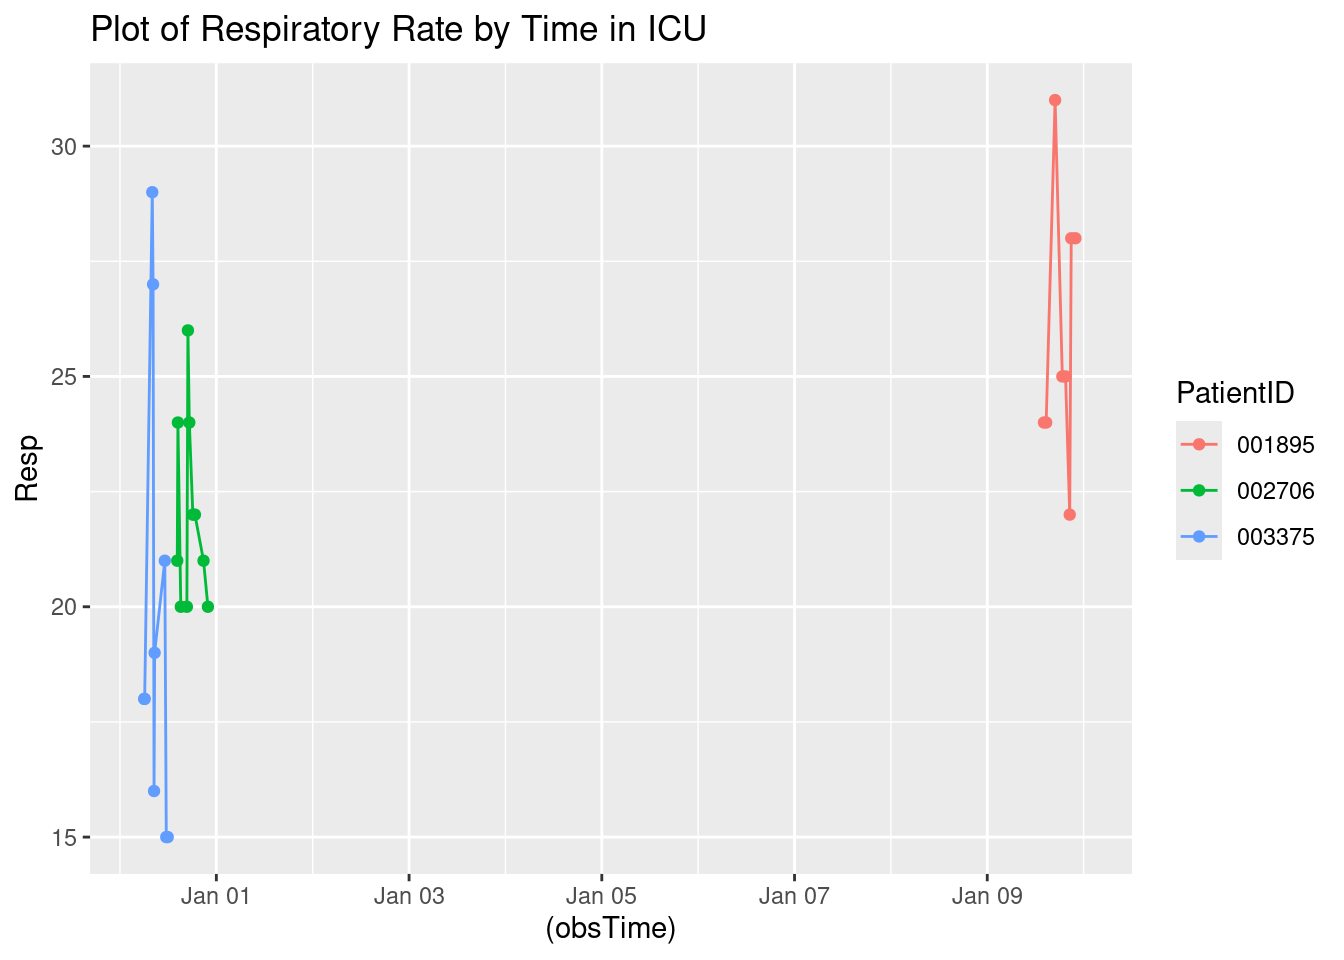 Plot of Respiratory Rate by Time in ICU
30
25
20
15
Resp
Jan 01
Jan 03
Jan 05
Jan 07
Jan 09
(obsTime)
PatientID
001895
002706
003375